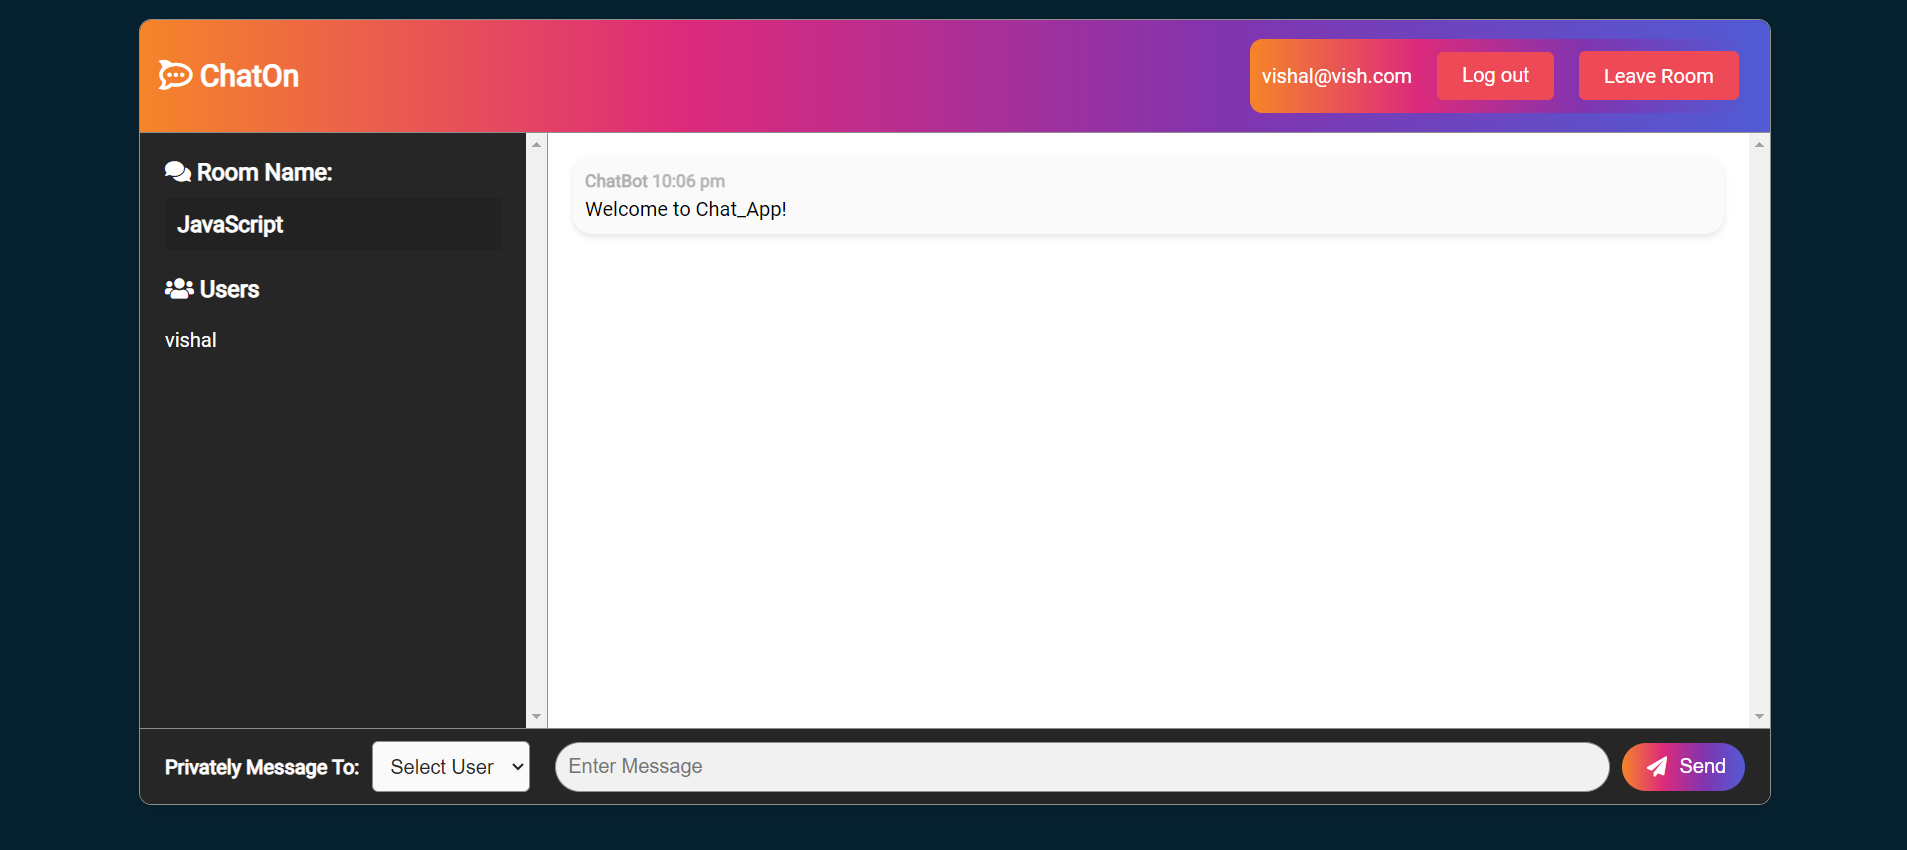 ChatOn
vishal@vish.com
Log out
Leave Room
Room Name:
JavaScript
Users
vishal
ChatBot 10:06 pm
Welcome to Chat_App!
Privately Message To:
Select User
Enter Message
Send